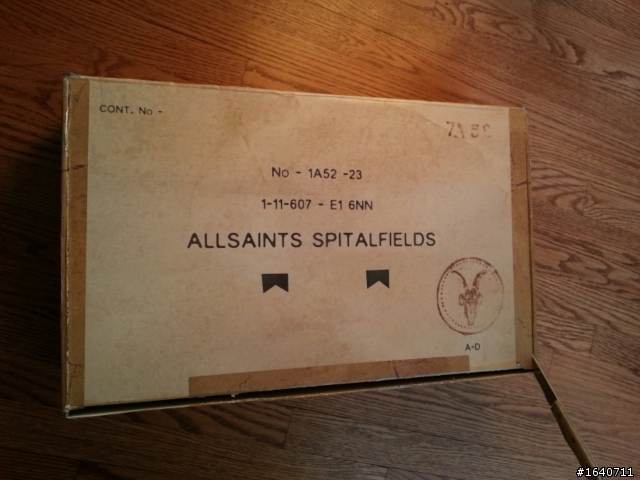 CONT. No -
No - 1A52 -23
1-11-607 - E1 6NN
ALLSAINTS SPITALFIELDS
A-D
#1640711